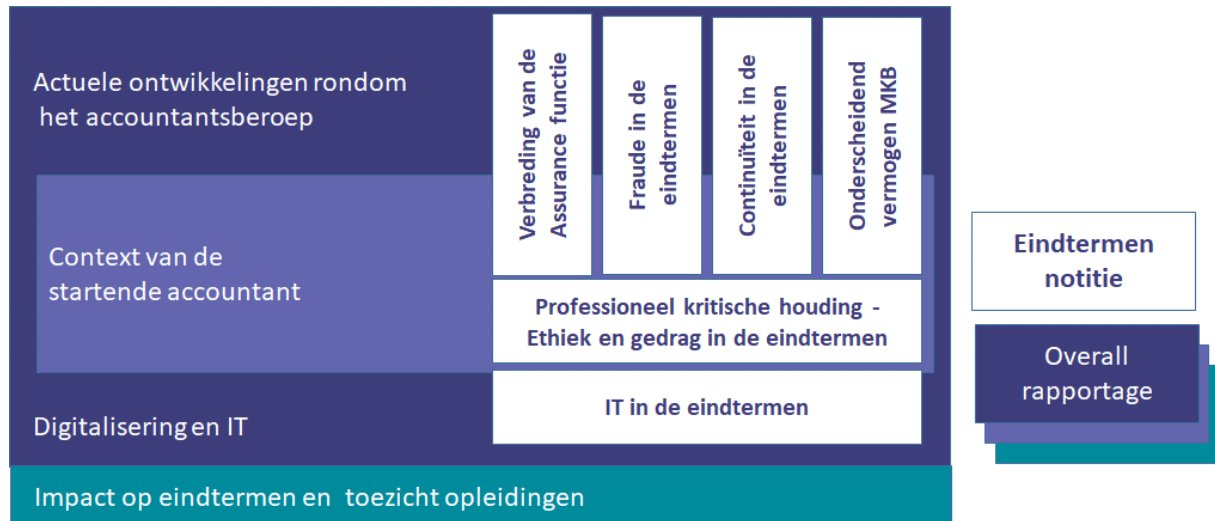 Actuele ontwikkelingen rondom
het accountantsberoep
Verbreding van de
Assurance functie
Fraude in de
eindtermen
Continuïteit in de
eindtermen
Onderscheidend
vermogen MKB
Context van de
startende accountant
Professioneel kritische houding -
Ethiek en gedrag in de eindtermen
Digitalisering en IT
IT in de eindtermen
Impact op eindtermen en toezicht opleidingen
Eindtermen
notitie
Overall
rapportage